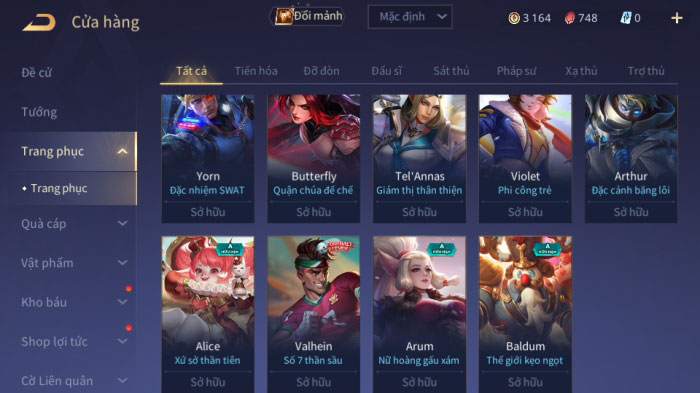 Cửa hàng
Đổi mảnh
Mặc định
3 164
748
0
Đề cử
Tướng
Trang phục
Trang phục
Quà cáp
Vật phẩm
Kho báu
Shop lợi tức
Cờ Liên quân
Tất cả Tiến hóa Đỡ đòn Đấu sĩ Sát thủ Pháp sư Xạ thủ Trợ thủ
Yorn
Đặc nhiệm SWAT
Sở hữu
Butterfly
Quận chúa đế chế
Sở hữu
Tel'Annas
Giám thị thân thiện
Sở hữu
Violet
Phi công trẻ
Sở hữu
Arthur
Đặc cảnh băng lôi
Sở hữu
Alice
Xứ sở thần tiên
Sở hữu
Valhein
Số 7 thần sầu
Sở hữu
Arum
Nữ hoàng gấu xám
Sở hữu
Baldum
Thế giới kẹo ngọt
Sở hữu